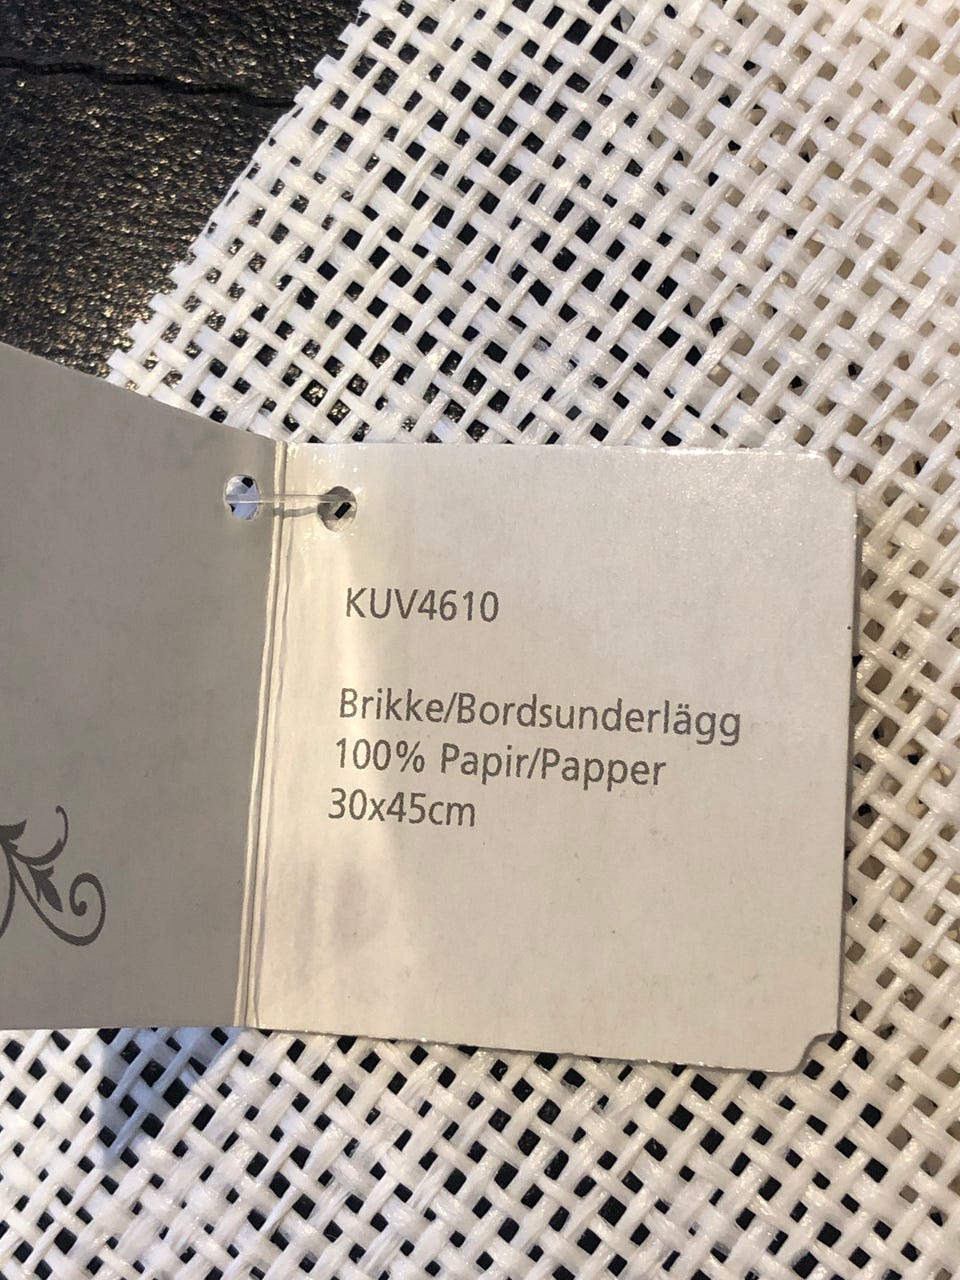 KUV4610
Brikke/Bordsunderlägg
100% Papir/Papper
30x45cm